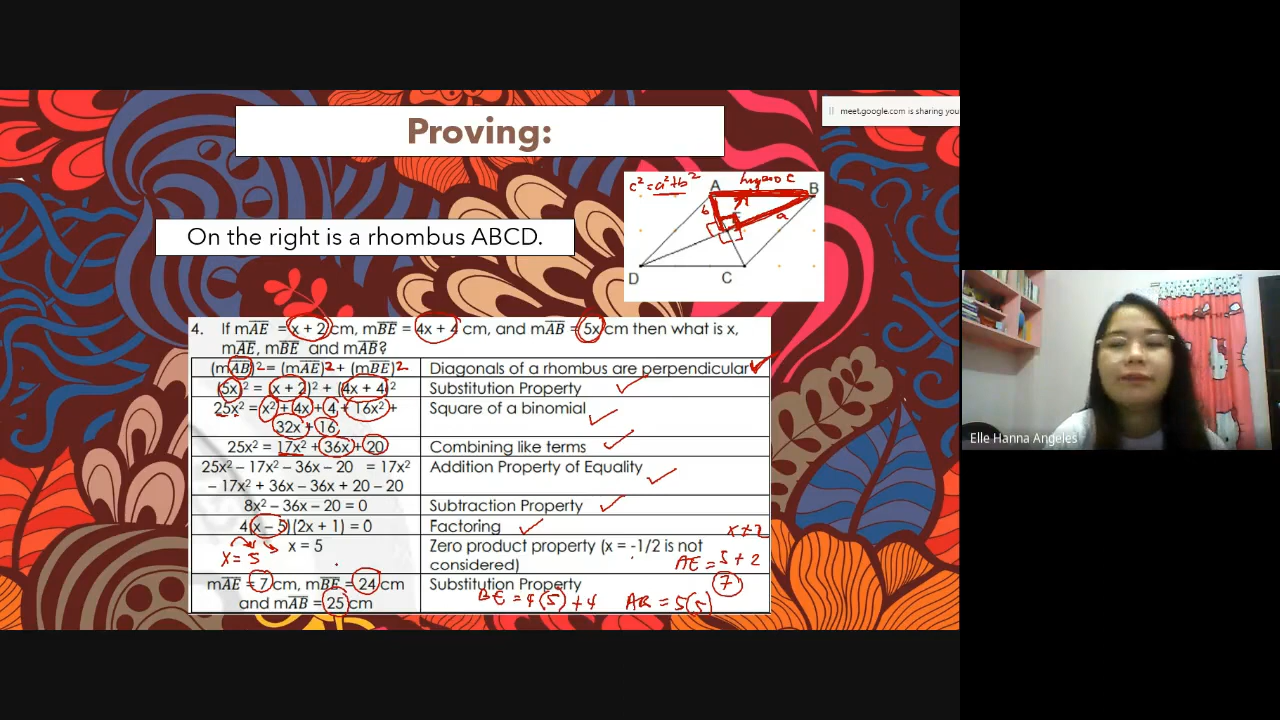 Proving:
meet.google.com is sharing you
On the right is a rhombus ABCD.
c² = a² + b²
A
hypo c
B
b
E
a
D
C
4. If mAE = x + 2 cm, mBE = 4x + 4 cm, and mAB = 5x cm then what is x,
mAE, mBE and mAB?
(mAB)2 = (mAE)2 + (mBE)2
Diagonals of a rhombus are perpendicular
(5x)² = (x + 2)² + (4x + 4)²
Substitution Property
25x² = x² + 4x + 4 + 16x² +
32x + 16
Square of a binomial
25x² = 17x² + 36x + 20
Combining like terms
25x² – 17x² – 36x – 20 = 17x²
– 17x² + 36x – 36x + 20 – 20
Addition Property of Equality
8x² – 36x – 20 = 0
Subtraction Property
4(x – 5)(2x + 1) = 0
Factoring
x + 2
x = 5
x = 5
Zero product property (x = -1/2 is not
considered)
AE = 5 + 2
7
mAE = 7 cm, mBE = 24 cm
and mAB = 25 cm
Substitution Property
BE = 4(5) + 4
AB = 5(5)
Elle Hanna Angeles